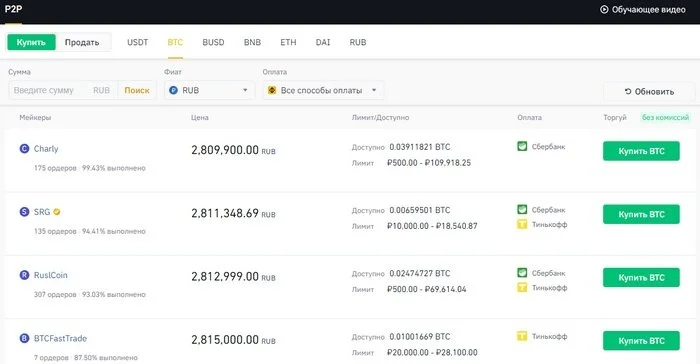 P2P Обучающее видео
Купить Продать USDT BTC BUSD BNB ETH DAI RUB
Сумма Фиат Оплата
Введите сумму RUB Поиск RUB Все способы оплаты Обновить
Мейкеры Цена Лимит/Доступно Оплата Торгуй без комиссий
C Charly 2,809,900.00 RUB Доступно 0.03911821 BTC Сбербанк Купить BTC
175 ордеров 99.43% выполнено Лимит ₽500.00 - ₽109,918.25
S SRG 2,811,348.69 RUB Доступно 0.00659501 BTC Сбербанк Купить BTC
135 ордеров 94.41% выполнено Лимит ₽10,000.00 - ₽18,540.87 Тинькофф
R RuslCoin 2,812,999.00 RUB Доступно 0.02474727 BTC Сбербанк Купить BTC
307 ордеров 93.03% выполнено Лимит ₽500.00 - ₽69,614.04 Тинькофф
B BTCFastTrade 2,815,000.00 RUB Доступно 0.01001669 BTC Тинькофф Купить BTC
7 ордеров 87.50% выполнено Лимит ₽20,000.00 - ₽28,100.00